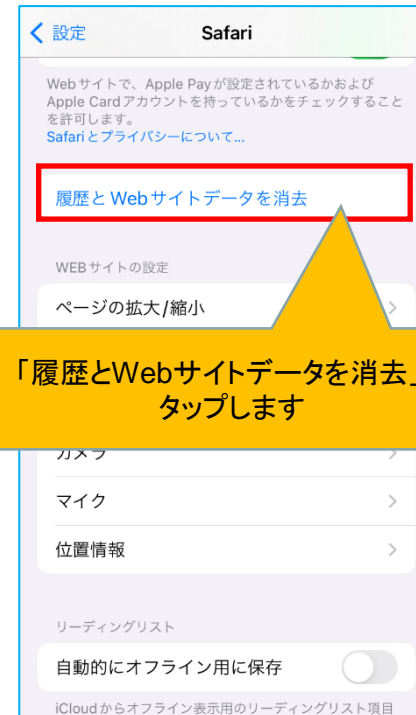 設定
Safari
Webサイトで、Apple Payが設定されているかおよび
Apple Cardアカウントを持っているかをチェックすること
を許可します。
Safariとプライバシーについて...
履歴とWebサイトデータを消去
WEBサイトの設定
ページの拡大/縮小
「履歴とWebサイトデータを消去」
タップします
カメラ
マイク
位置情報
リーディングリスト
自動的にオフライン用に保存
iCloudからオフライン表示用のリーディングリスト項目